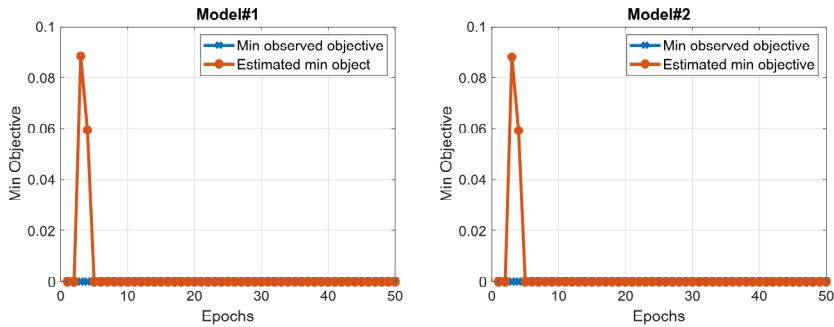 Model#1
0.1
0.08
0.06
0.04
0.02
0
Min Objective
Min observed objective
Estimated min object
0 10 20 30 40 50
Epochs
Model#2
0.1
0.08
0.06
0.04
0.02
0
Min Objective
Min observed objective
Estimated min objective
0 10 20 30 40 50
Epochs